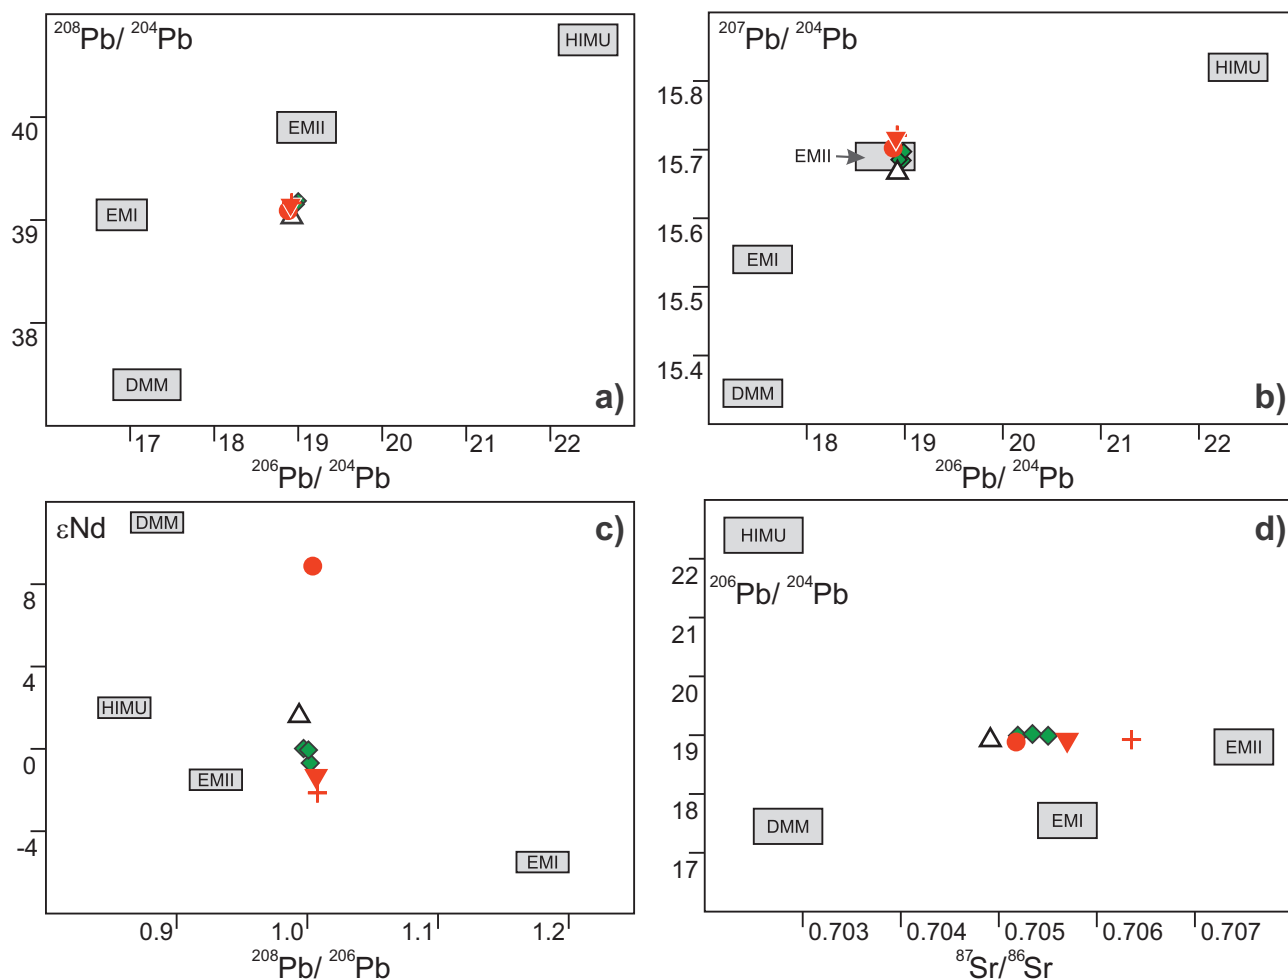 ²⁰⁸Pb/ ²⁰⁴Pb
HIMU
40
EMII
EMI
39
38
DMM
a)
17 18 19 20 21 22
²⁰⁶Pb/ ²⁰⁴Pb
²⁰⁷Pb/ ²⁰⁴Pb
HIMU
15.8
15.7
EMII
15.6
EMI
15.5
15.4
DMM
b)
18 19 20 21 22
²⁰⁶Pb/ ²⁰⁴Pb
εNd
DMM
c)
8
4
HIMU
0
EMII
-4
EMI
0.9 1.0 1.1 1.2
²⁰⁸Pb/ ²⁰⁶Pb
HIMU
d)
22
²⁰⁶Pb/ ²⁰⁴Pb
21
20
19
EMII
18
DMM
EMI
17
0.703 0.704 0.705 0.706 0.707
⁸⁷Sr/⁸⁶Sr